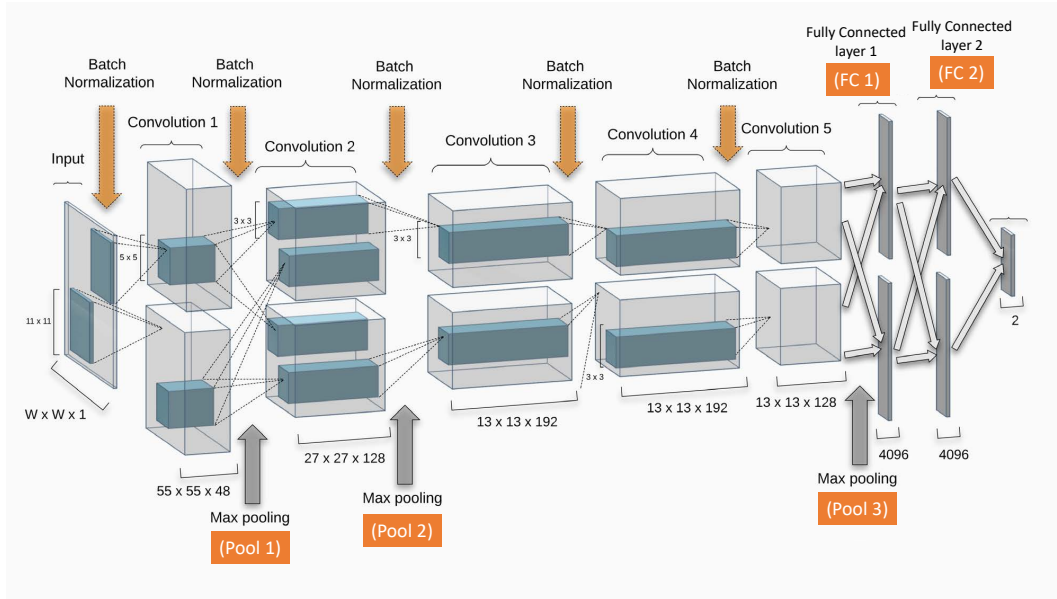 Fully Connected
layer 1
(FC 1)
Fully Connected
layer 2
(FC 2)
Batch
Normalization
Batch
Normalization
Batch
Normalization
Batch
Normalization
Batch
Normalization
Input
Convolution 1
Convolution 2
Convolution 3
Convolution 4
Convolution 5
11 x 11
5 x 5
3 x 3
3 x 3
3 x 3
W x W x 1
55 x 55 x 48
27 x 27 x 128
13 x 13 x 192
13 x 13 x 192
13 x 13 x 128
4096
4096
2
Max pooling
(Pool 1)
Max pooling
(Pool 2)
Max pooling
(Pool 3)